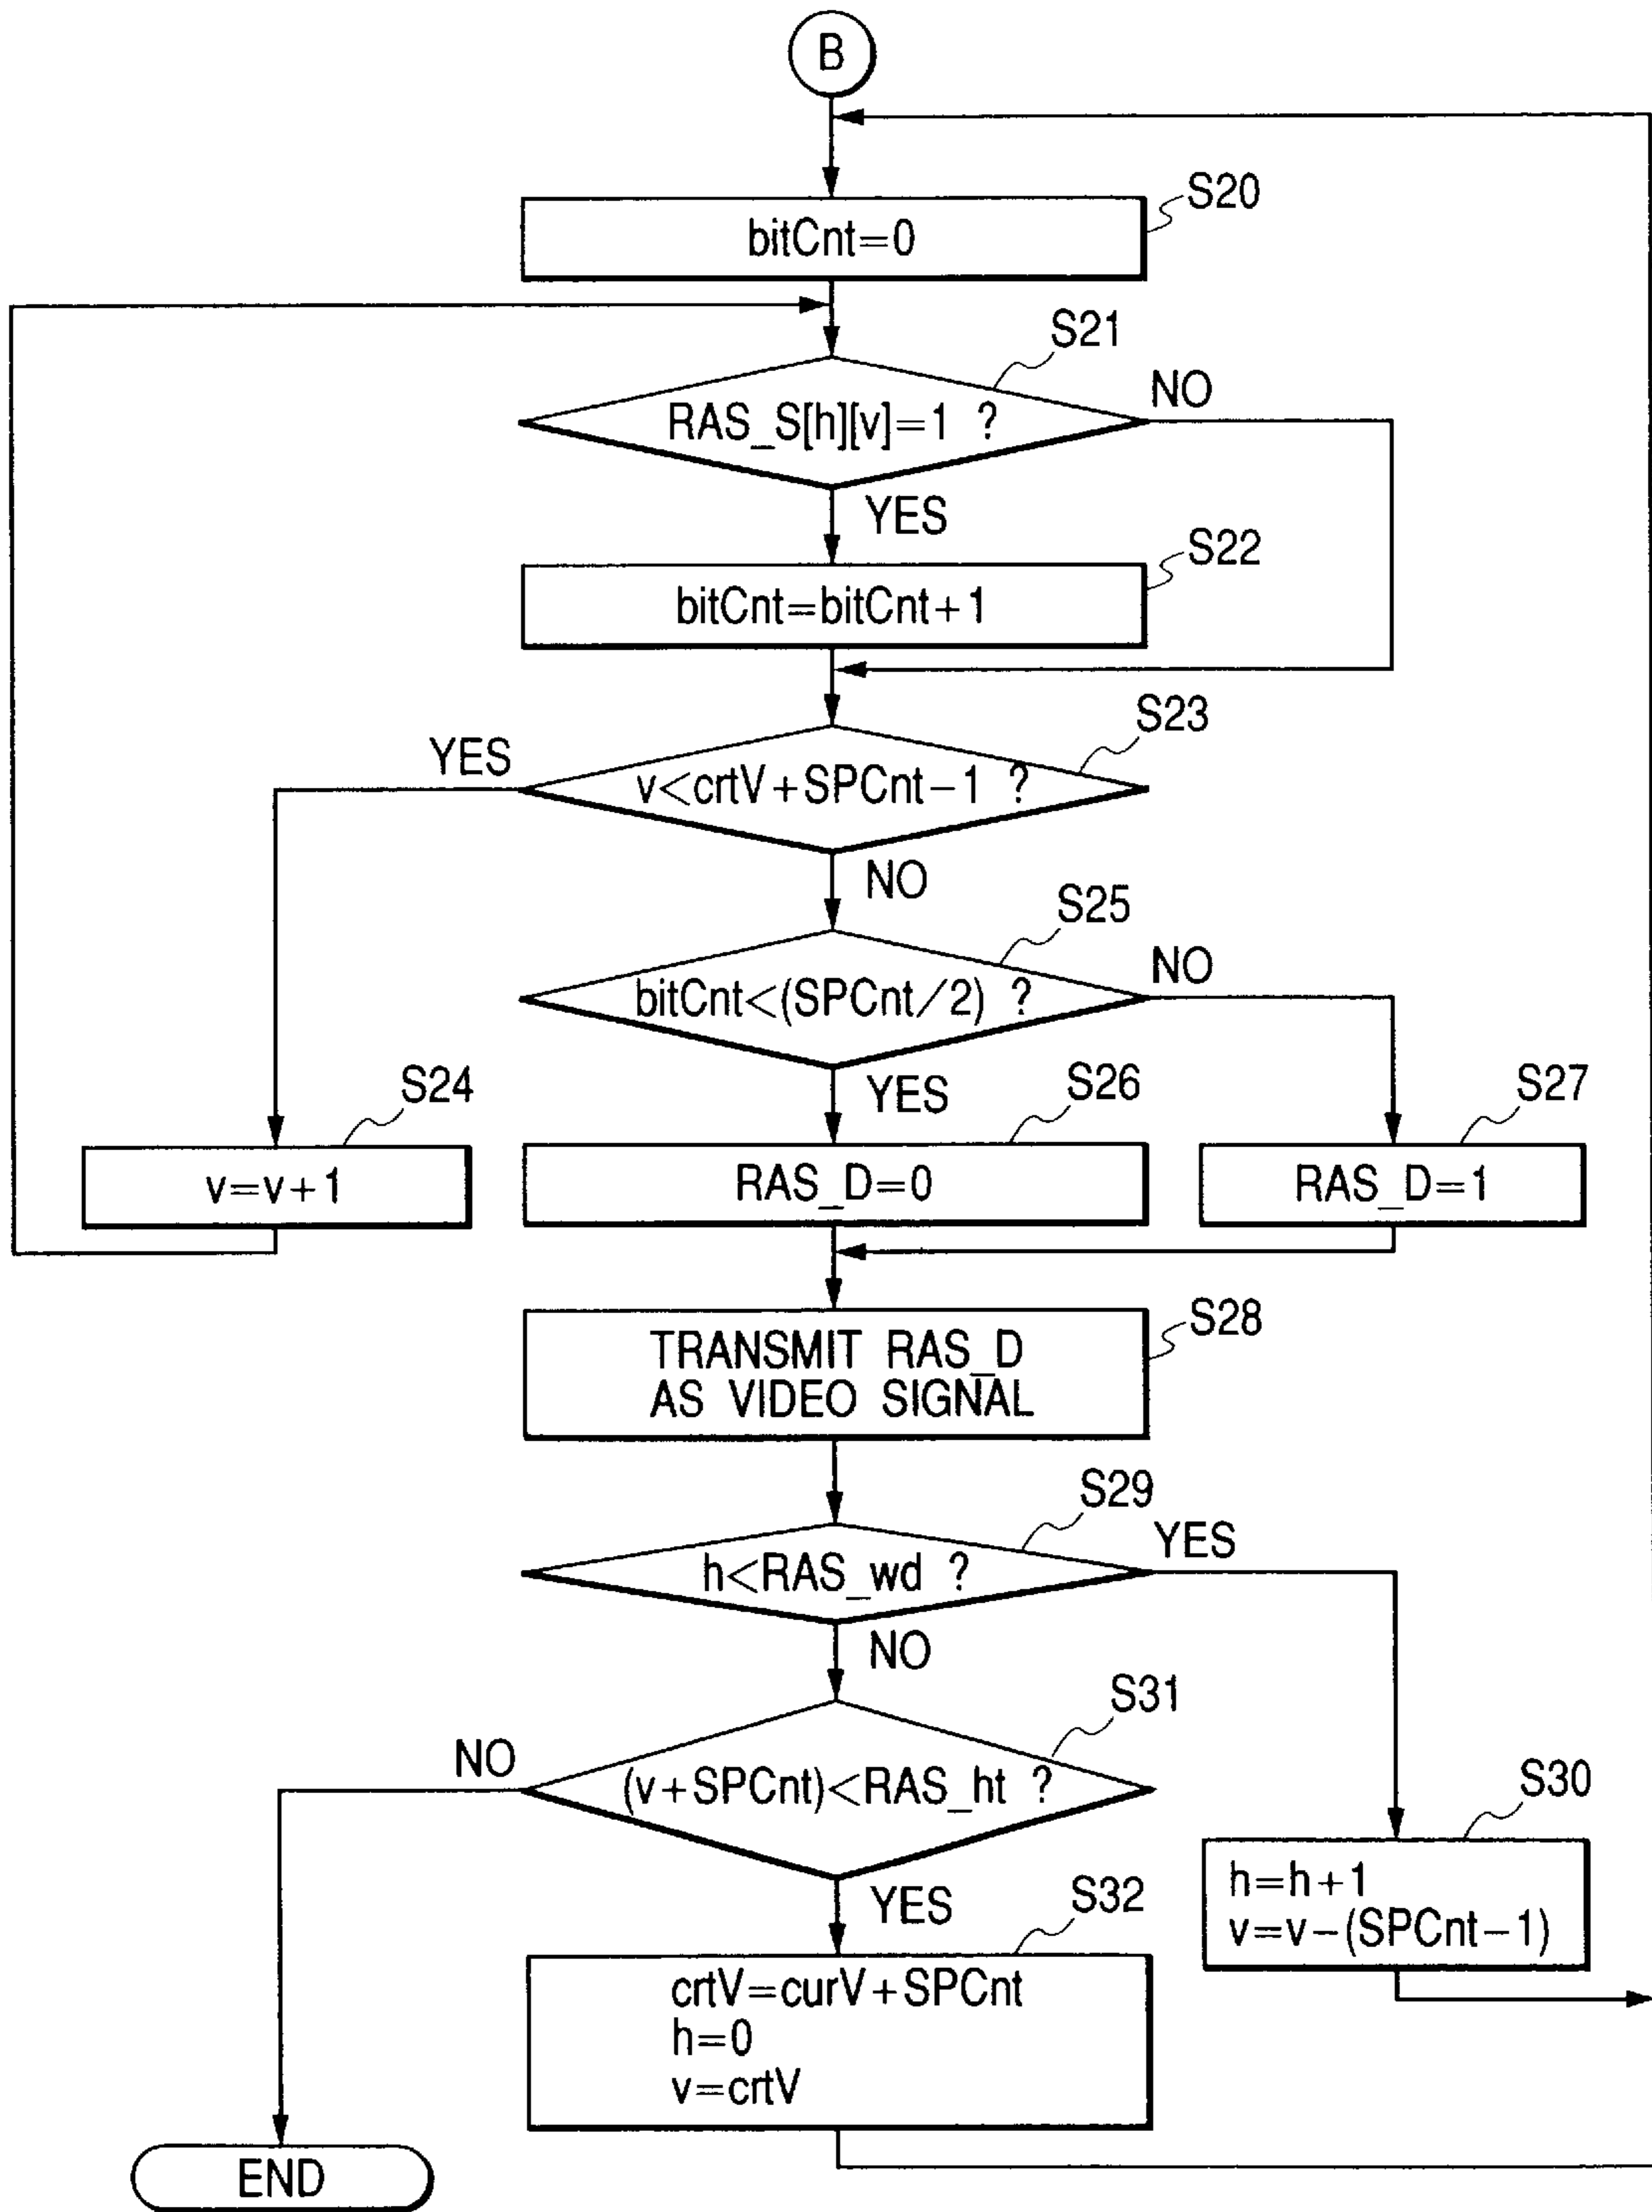 B
S20
bitCnt=0
S21
RAS_S[h][v]=1 ?
NO
YES
S22
bitCnt=bitCnt+1
S23
YES
v<crtV+SPCnt-1 ?
NO
S25
bitCnt<(SPCnt/2) ?
NO
YES
S24
v=v+1
S26
RAS_D=0
S27
RAS_D=1
S28
TRANSMIT RAS_D
AS VIDEO SIGNAL
S29
h<RAS_wd ?
YES
NO
S31
(v+SPCnt)<RAS_ht ?
NO
YES
S30
h=h+1
v=v-(SPCnt-1)
S32
crtV=curV+SPCnt
h=0
v=crtV
END